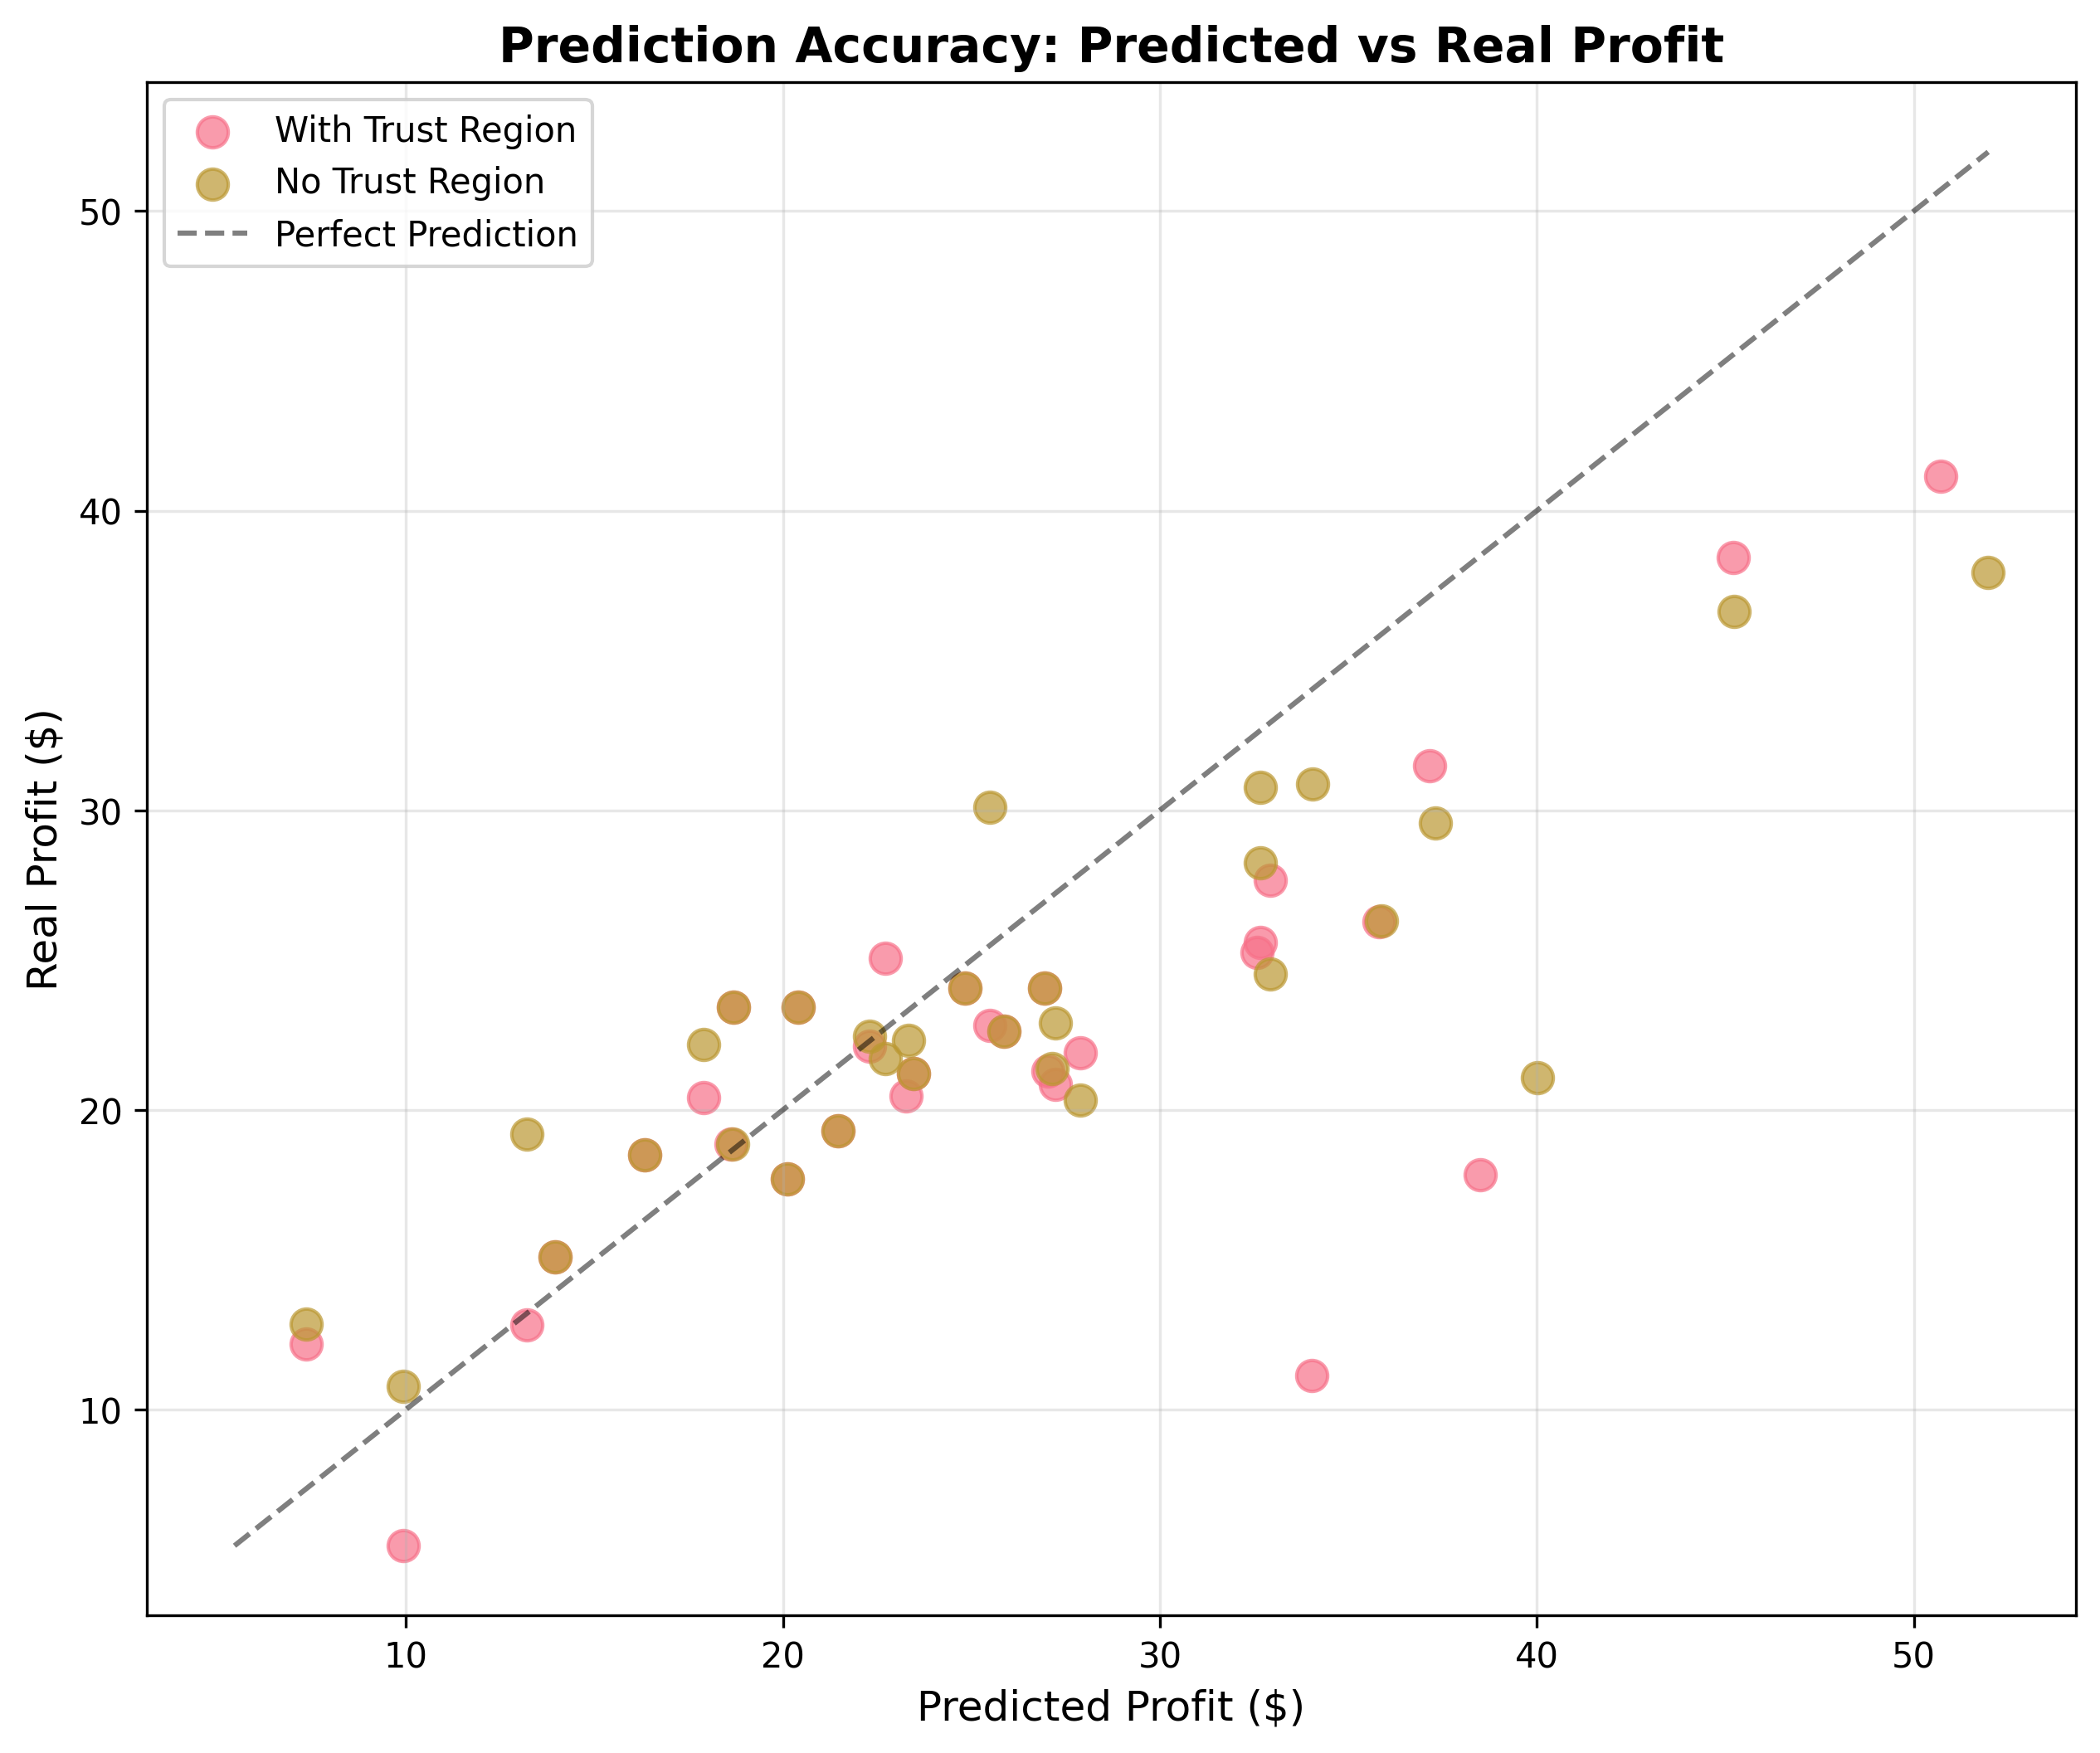 Prediction Accuracy: Predicted vs Real Profit
With Trust Region
No Trust Region
Perfect Prediction
50
40
30
20
10
Real Profit ($)
10 20 30 40 50
Predicted Profit ($)